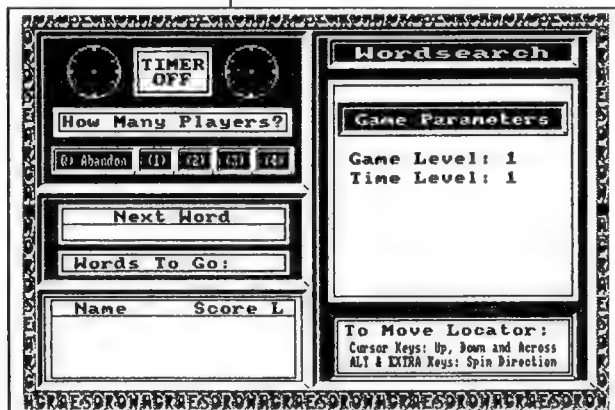 TIMER
OFF
How Many Players?
Abandon (1) (2) (3) (4)
Next Word
Words To Go:
Name Score L
Wordsearch
Game Parameters
Game Level: 1
Time Level: 1
To Move Locator:
Cursor Keys: Up, Down and Across
ALT & EXTRA Keys: Spin Direction